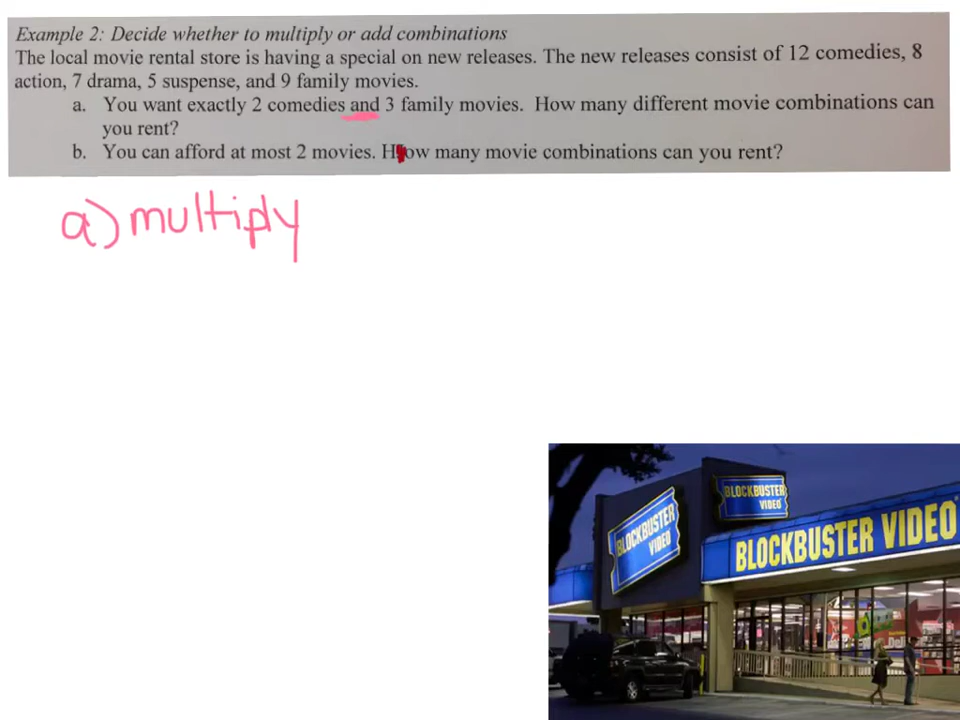 Example 2: Decide whether to multiply or add combinations
The local movie rental store is having a special on new releases. The new releases consist of 12 comedies, 8
action, 7 drama, 5 suspense, and 9 family movies.
a. You want exactly 2 comedies and 3 family movies. How many different movie combinations can
you rent?
b. You can afford at most 2 movies. How many movie combinations can you rent?
a) multiply
BLOCKBUSTER
VIDEO
BLOCKBUSTER
VIDEO
BLOCKBUSTER VIDEO